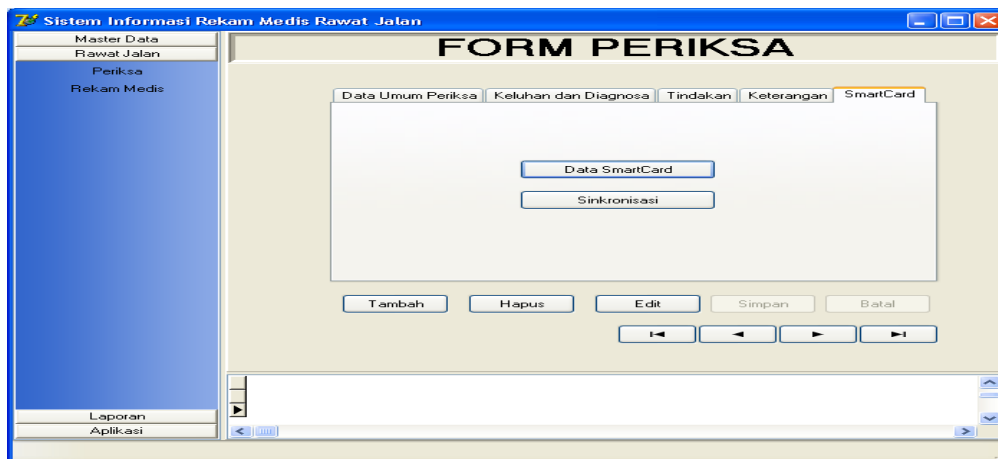 Sistem Informasi Rekam Medis Rawat Jalan
Master Data
Rawat Jalan
Periksa
Rekam Medis
Laporan
Aplikasi
FORM PERIKSA
Data Umum Periksa Keluhan dan Diagnosa Tindakan Keterangan SmartCard
Data SmartCard
Sinkronisasi
Tambah Hapus Edit Simpan Batal